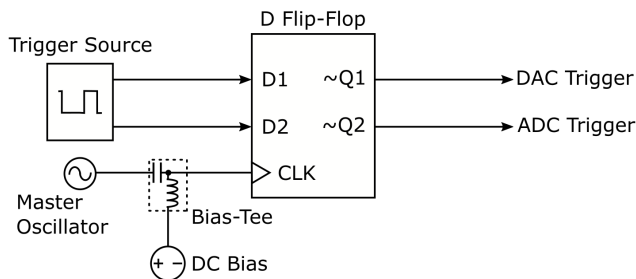 D Flip-Flop
Trigger Source
D1
~Q1
DAC Trigger
D2
~Q2
ADC Trigger
CLK
Master
Oscillator
Bias-Tee
+ −
DC Bias